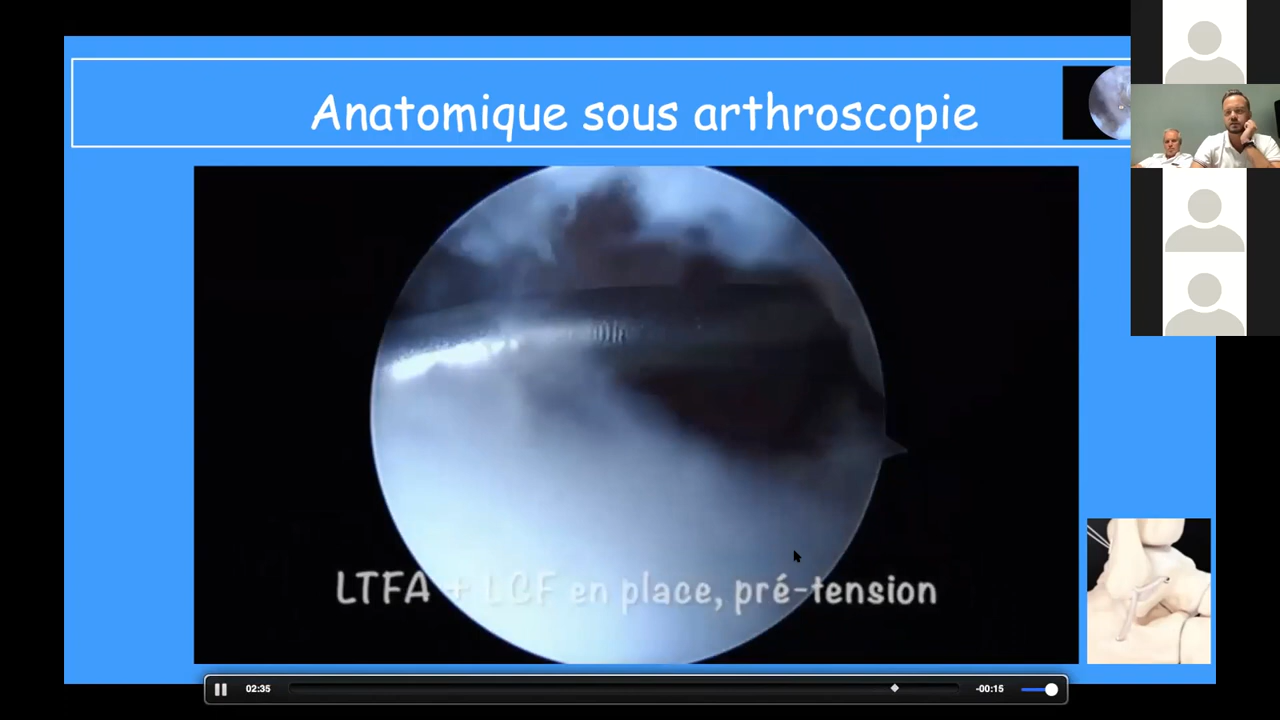 Anatomique sous arthroscopie
LTFA + LCF en place, pré-tension
02:35
-00:15